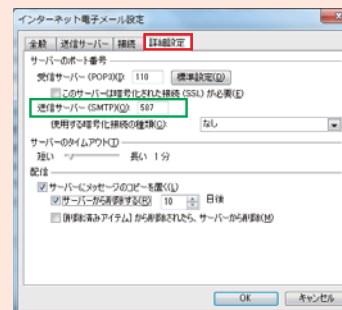 インターネット電子メール設定
全般 送信サーバー 接続 詳細設定
サーバーのポート番号
受信サーバー (POP3)(I): 110 標準設定(D)
このサーバーは暗号化された接続 (SSL) が必要(E)
送信サーバー (SMTP)(O): 587
使用する暗号化接続の種類(C): なし
サーバーのタイムアウト(T)
短い 長い 1 分
配信
サーバーにメッセージのコピーを置く(L)
サーバーから削除する(R) 10 日後
[削除済みアイテム] から削除されたら、サーバーから削除(M)
OK キャンセル